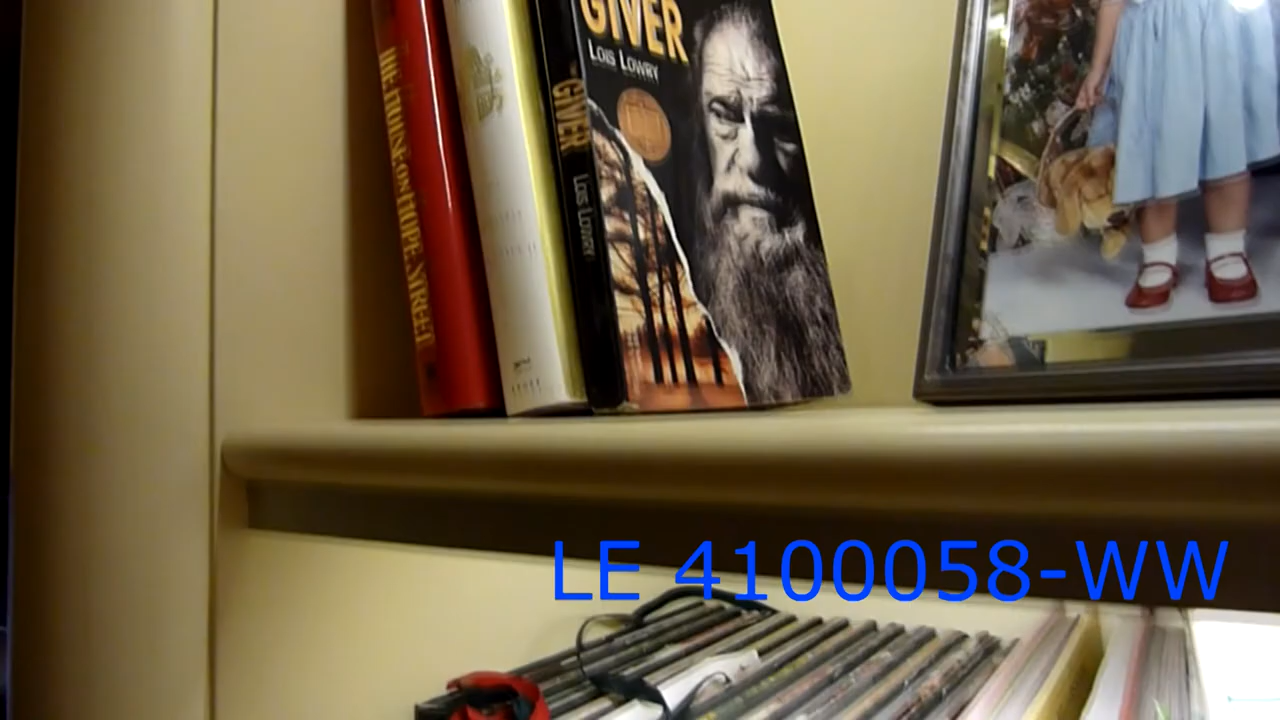 THE HOUSE ON HOPE STREET
GIVER
LOIS LOWRY
GIVER
LOIS LOWRY
LE 4100058-WW